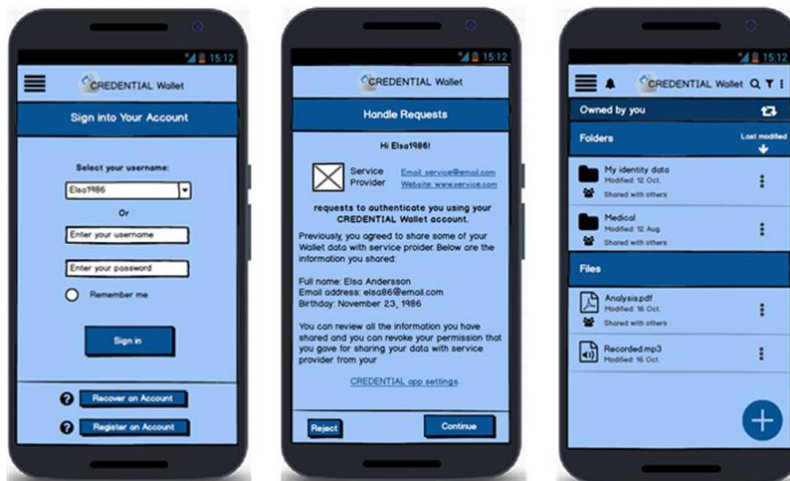 15:12
CREDENTIAL Wallet
Sign into Your Account
Select your username:
Elsa1986
Or
Enter your username
Enter your password
Remember me
Sign in
? Recover an Account
? Register an Account
15:12
CREDENTIAL Wallet
Handle Requests
Hi Elsa1986!
Service
Provider
Email: service@email.com
Website: www.service.com
requests to authenticate you using your
CREDENTIAL Wallet account.
Previously, you agreed to share some of your
Wallet data with service proider. Below are the
information you shared:
Full name: Elsa Andersson
Email address: elsa86@email.com
Birthday: November 23, 1986
You can review all the information you have
shared and you can revoke your permission that
you gave for sharing your data with service
provider from your
CREDENTIAL app settings
Reject
Continue
15:12
CREDENTIAL Wallet
Owned by you
Folders
Last modified
My identity data
Modified: 12 Oct.
Shared with others
Medical
Modified: 12 Aug.
Shared with others
Files
Analysis.pdf
Modified: 16 Oct.
Shared with others
Recorded.mp3
Modified: 16 Oct.